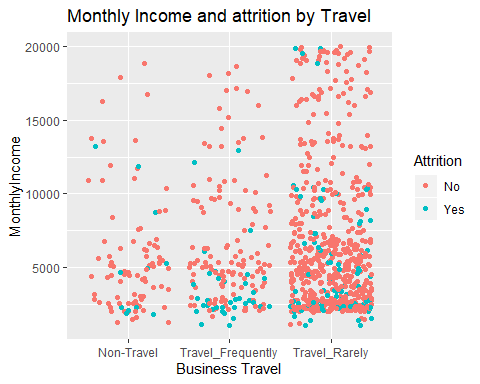 Monthly Income and attrition by Travel
20000
15000
10000
5000
MonthlyIncome
Non-Travel
Travel_Frequently
Travel_Rarely
Business Travel
Attrition
No
Yes